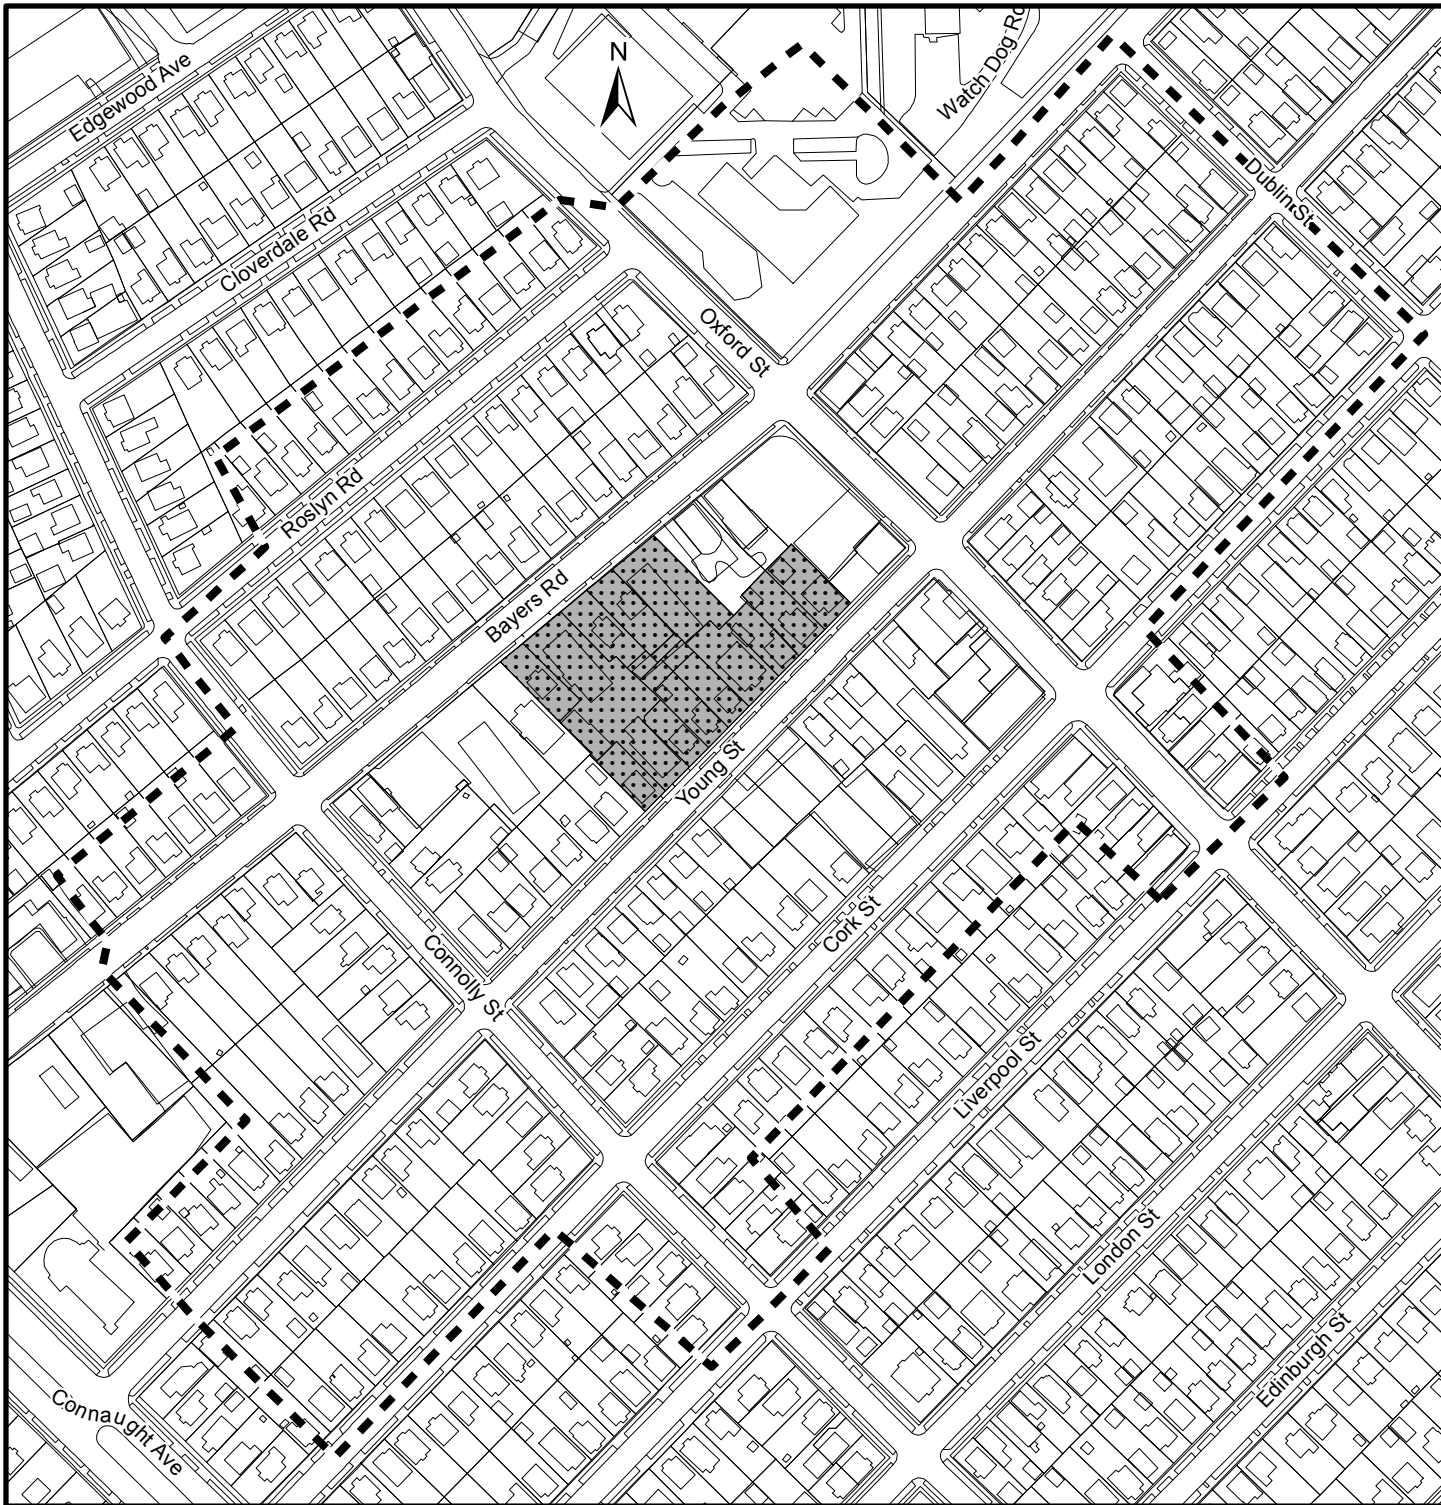 N
Watch Dog Rd
Edgewood Ave
Dublin St
Cloverdale Rd
Oxford St
Roslyn Rd
Bayers Rd
Young St
Cork St
Connolly St
Liverpool St
London St
Edinburgh St
Connaught Ave